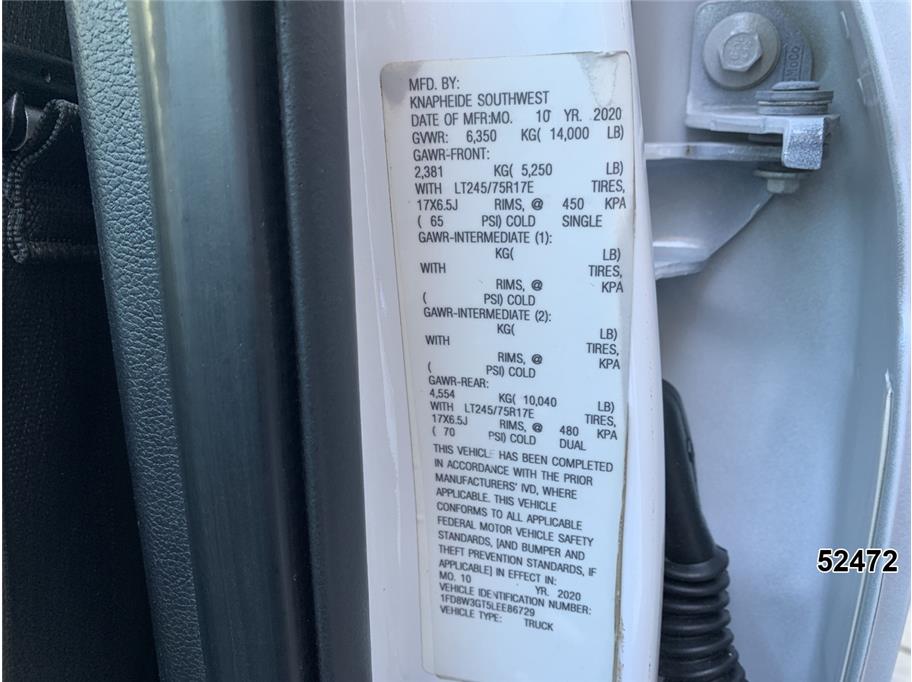 MFD. BY:
KNAPHEIDE SOUTHWEST
DATE OF MFR:MO. 10 YR. 2020
GVWR: 6,350 KG( 14,000 LB)
GAWR-FRONT:
2,381 KG( 5,250 LB)
WITH LT245/75R17E TIRES,
17X6.5J RIMS, @ 450 KPA
( 65 PSI) COLD SINGLE
GAWR-INTERMEDIATE (1):
KG( LB)
WITH TIRES,
RIMS, @ KPA
( PSI) COLD
GAWR-INTERMEDIATE (2):
KG( LB)
WITH TIRES,
RIMS, @ KPA
( PSI) COLD
GAWR-REAR:
4,554 KG( 10,040 LB)
WITH LT245/75R17E TIRES,
17X6.5J RIMS, @ 480 KPA
( 70 PSI) COLD DUAL
THIS VEHICLE HAS BEEN COMPLETED
IN ACCORDANCE WITH THE PRIOR
MANUFACTURERS' IVD, WHERE
APPLICABLE. THIS VEHICLE
CONFORMS TO ALL APPLICABLE
FEDERAL MOTOR VEHICLE SAFETY
STANDARDS, [AND BUMPER AND
THEFT PREVENTION STANDARDS, IF
APPLICABLE] IN EFFECT IN:
MO. 10 YR. 2020
VEHICLE IDENTIFICATION NUMBER:
1FD8W3GT5LEE86729
VEHICLE TYPE: TRUCK
52472